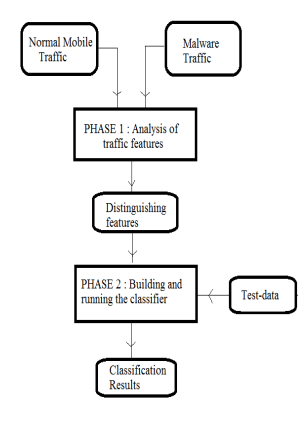 Normal Mobile
Traffic
Malware
Traffic
PHASE 1 : Analysis of
traffic features
Distinguishing
features
PHASE 2 : Building and
running the classifier
Test-data
Classification
Results